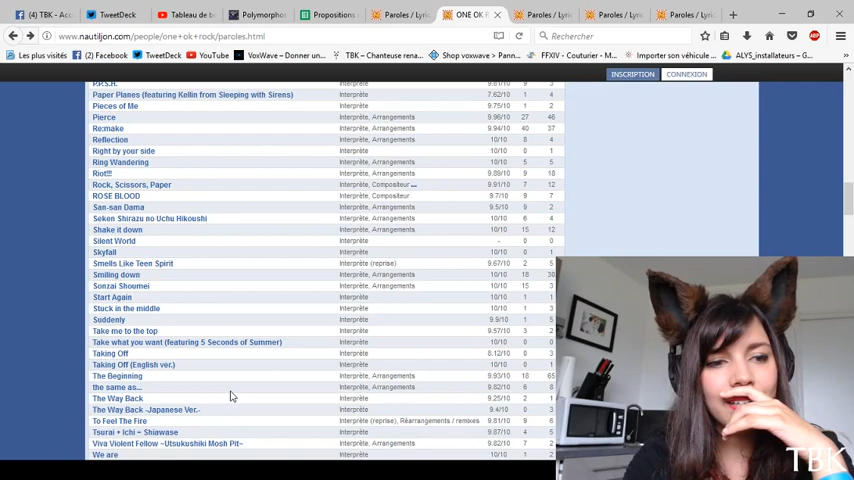 (1) TBK - Acc
TweetDeck
Tableau de b
Polymorphos
Propositions
Paroles / Lyric
ONE OK R
Paroles / Lyric
Paroles / Lyric
Paroles / Lyric
www.nautiljon.com/people/one+ok+rock/paroles.html
Rechercher
Les plus visités
(2) Facebook
TweetDeck
YouTube
VoxWave – Donner un...
TBK – Chanteuse rena...
Shop voxwave > Pann...
FFXIV - Couturier - M...
Importer son véhicule ...
ALYS_installateurs - G...
INSCRIPTION
CONNEXION
P.P.S.H. Interprète 9.81/10 9 3
Paper Planes (featuring Kellin from Sleeping with Sirens) Interprète 7.62/10 1 4
Pieces of Me Interprète 9.75/10 1 2
Pierce Interprète, Arrangements 9.96/10 27 46
Re:make Interprète, Arrangements 9.94/10 40 37
Reflection Interprète, Arrangements 10/10 8 4
Right by your side Interprète 10/10 0 1
Ring Wandering Interprète, Arrangements 10/10 5 5
Riot!!! Interprète, Arrangements 9.89/10 9 18
Rock, Scissors, Paper Interprète, Compositeur ... 9.91/10 7 12
ROSE BLOOD Interprète, Compositeur 9.7/10 9 7
San-san Dama Interprète, Arrangements 9.5/10 9 2
Seken Shirazu no Uchu Hikoushi Interprète, Arrangements 10/10 6 4
Shake it down Interprète, Arrangements 10/10 15 12
Silent World Interprète - 0 0
Skyfall Interprète 10/10 0 1
Smells Like Teen Spirit Interprète (reprise) 9.67/10 2 5
Smiling down Interprète, Arrangements 10/10 18 30
Sonzai Shoumei Interprète, Arrangements 10/10 15 3
Start Again Interprète 10/10 1 1
Stuck in the middle Interprète 10/10 0 3
Suddenly Interprète 9.9/10 1 5
Take me to the top Interprète 9.57/10 3 2
Take what you want (featuring 5 Seconds of Summer) Interprète 10/10 0 0
Taking Off Interprète 8.12/10 0 3
Taking Off (English ver.) Interprète 10/10 0 1
The Beginning Interprète, Arrangements 9.93/10 18 65
the same as... Interprète, Arrangements 9.82/10 6 8
The Way Back Interprète 9.25/10 2 1
The Way Back -Japanese Ver.- Interprète 9.4/10 0 3
To Feel The Fire Interprète (reprise), Réarrangements / remixes 9.81/10 9 6
Tsurai + Ichi = Shiawase Interprète 9.87/10 4 5
Viva Violent Fellow ~Utsukushiki Mosh Pit~ Interprète, Arrangements 9.82/10 7 2
We are Interprète 10/10 1 2
TBK